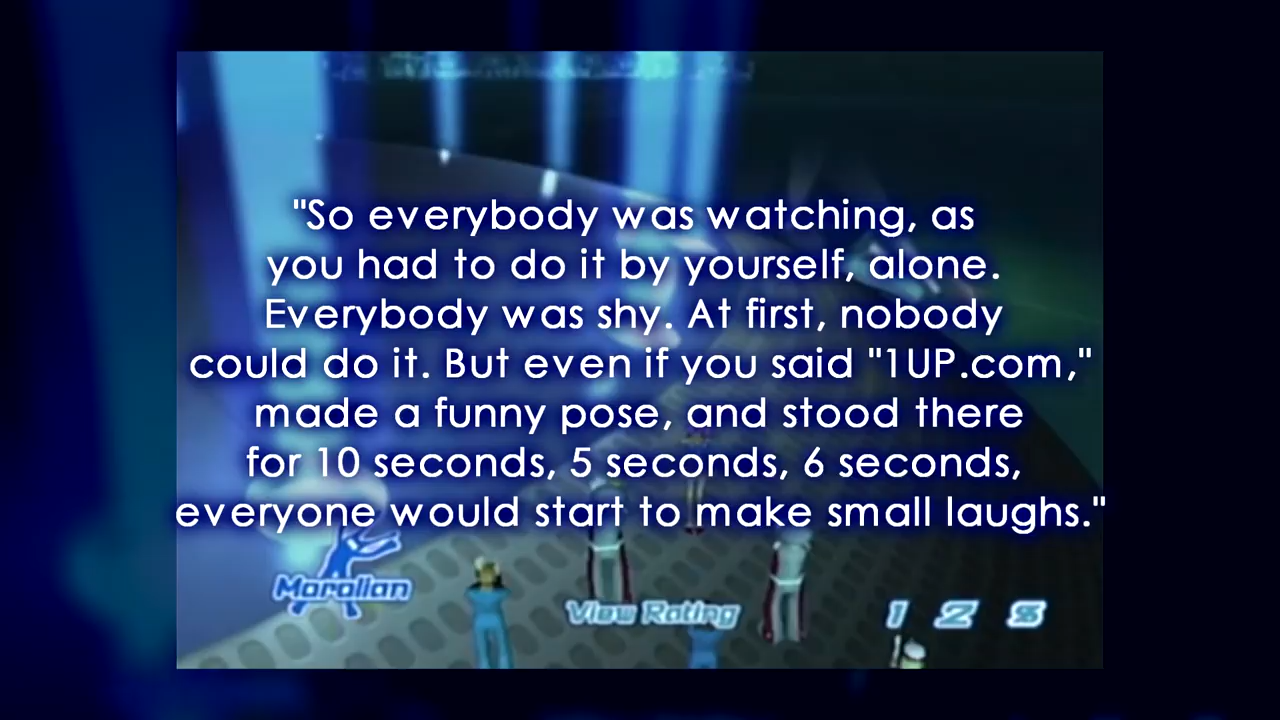 "So everybody was watching, as
you had to do it by yourself, alone.
Everybody was shy. At first, nobody
could do it. But even if you said "1UP.com,"
made a funny pose, and stood there
for 10 seconds, 5 seconds, 6 seconds,
everyone would start to make small laughs."
Morolian
View Rating
1 2 3